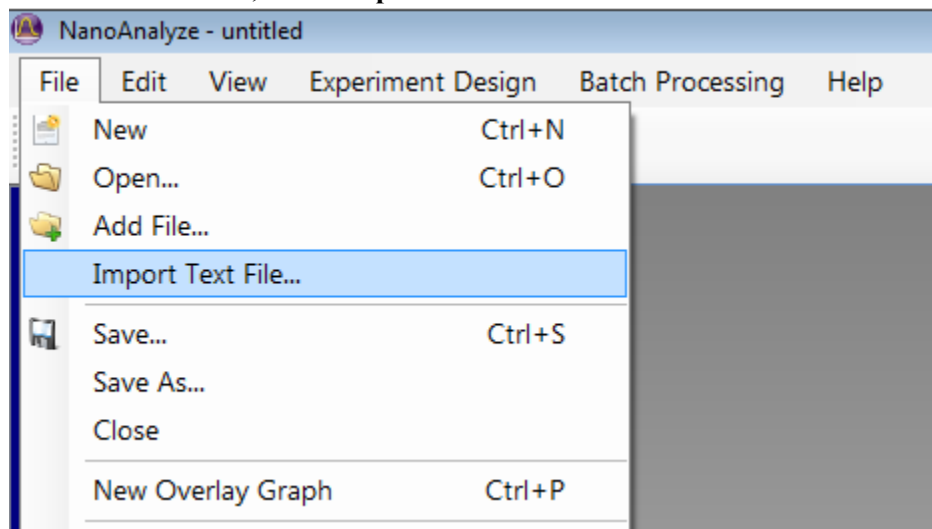 NanoAnalyze - untitled
File Edit View Experiment Design Batch Processing Help
New Ctrl+N
Open... Ctrl+O
Add File...
Import Text File...
Save... Ctrl+S
Save As...
Close
New Overlay Graph Ctrl+P